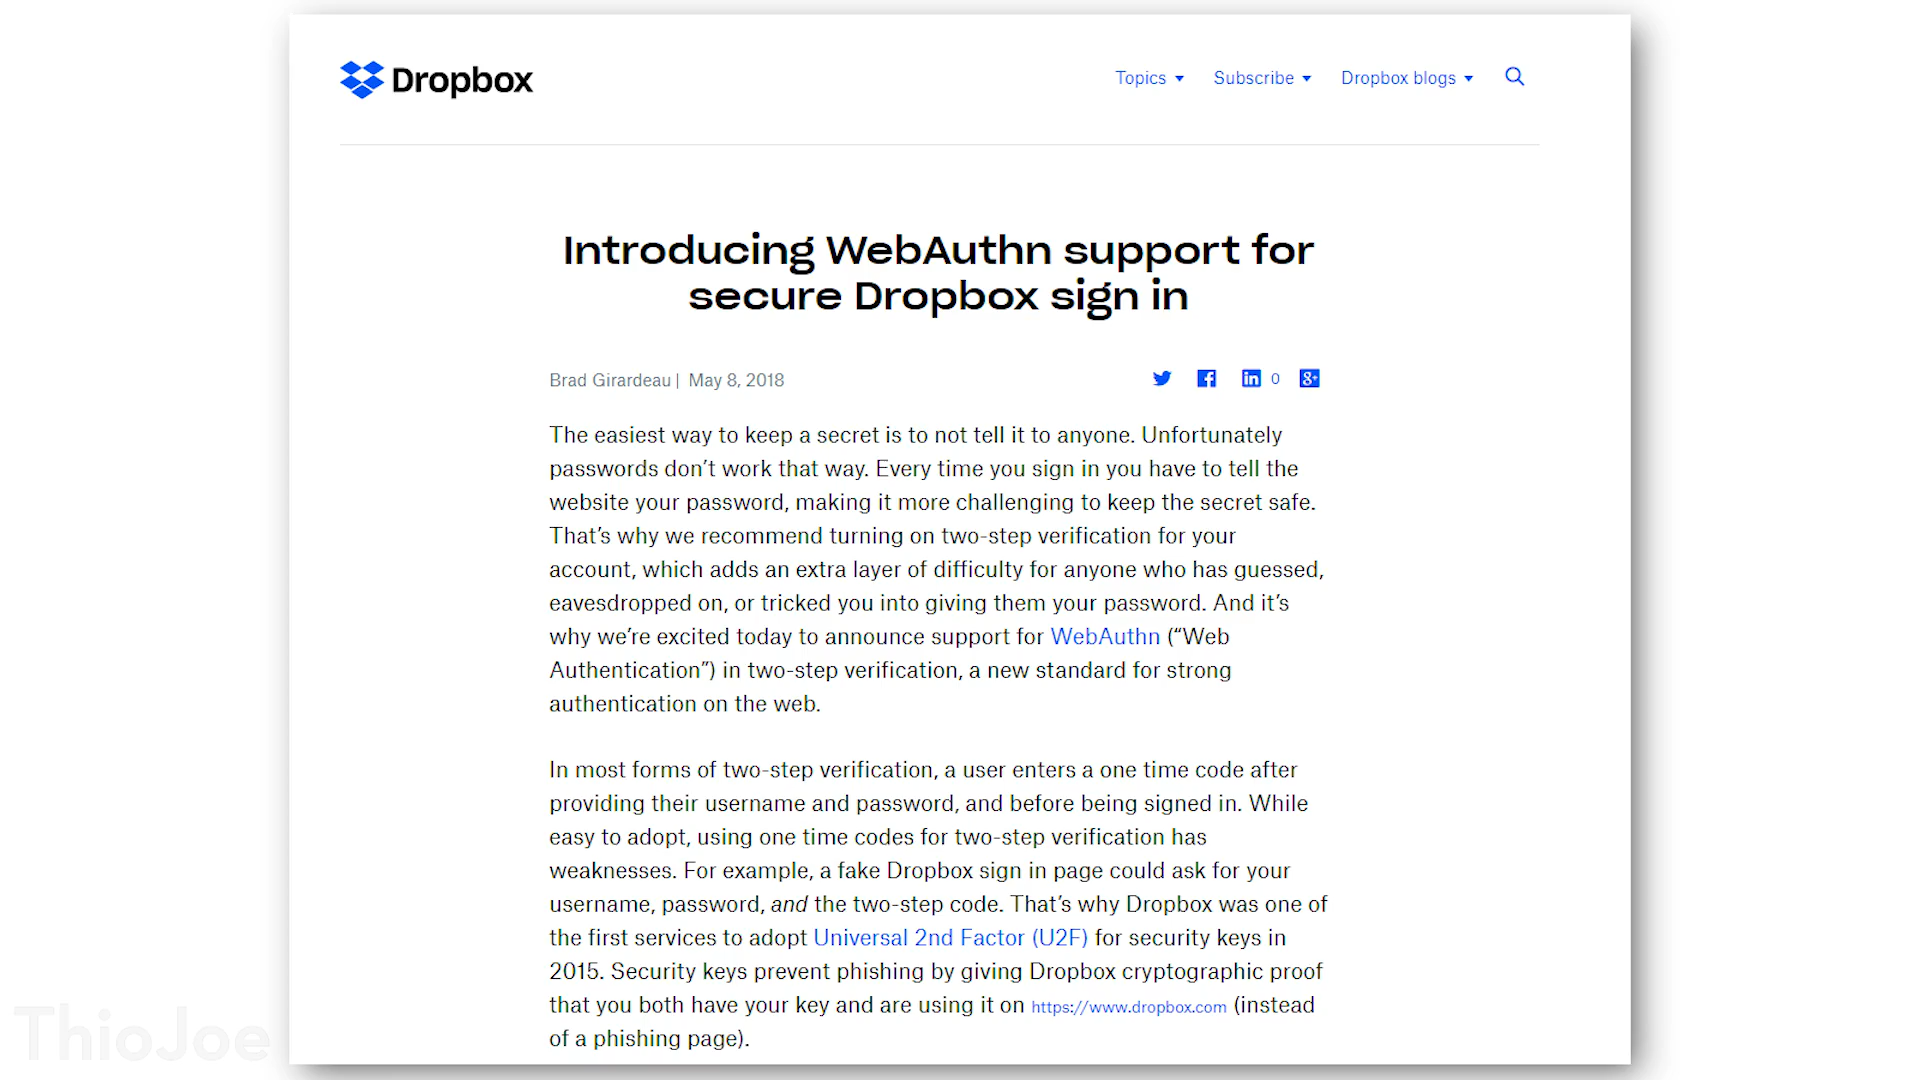 Dropbox
Topics
Subscribe
Dropbox blogs
Introducing WebAuthn support for
secure Dropbox sign in
Brad Girardeau | May 8, 2018
0
The easiest way to keep a secret is to not tell it to anyone. Unfortunately
passwords don’t work that way. Every time you sign in you have to tell the
website your password, making it more challenging to keep the secret safe.
That’s why we recommend turning on two-step verification for your
account, which adds an extra layer of difficulty for anyone who has guessed,
eavesdropped on, or tricked you into giving them your password. And it’s
why we’re excited today to announce support for WebAuthn (“Web
Authentication”) in two-step verification, a new standard for strong
authentication on the web.
In most forms of two-step verification, a user enters a one time code after
providing their username and password, and before being signed in. While
easy to adopt, using one time codes for two-step verification has
weaknesses. For example, a fake Dropbox sign in page could ask for your
username, password, and the two-step code. That’s why Dropbox was one of
the first services to adopt Universal 2nd Factor (U2F) for security keys in
2015. Security keys prevent phishing by giving Dropbox cryptographic proof
that you both have your key and are using it on https://www.dropbox.com (instead
of a phishing page).
ThioJoe